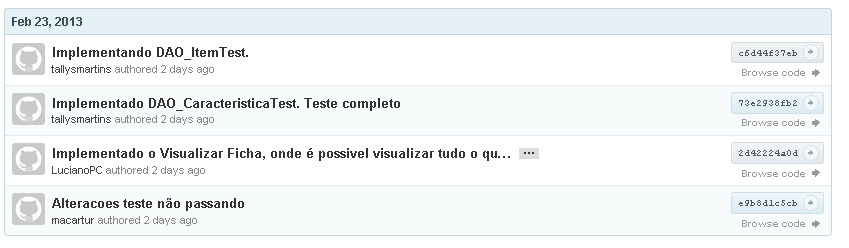 Feb 23, 2013
Implementando DAO_ItemTest.
c5d44f37eb
tallysmartins authored 2 days ago
Browse code
Implementado DAO_CaracteristicaTest. Teste completo
73e2938fb2
tallysmartins authored 2 days ago
Browse code
Implementado o Visualizar Ficha, onde é possivel visualizar tudo o qu... ...
2d42224a0d
LucianoPC authored 2 days ago
Browse code
Alteracoes teste não passando
e9b8d1c5cb
macartur authored 2 days ago
Browse code